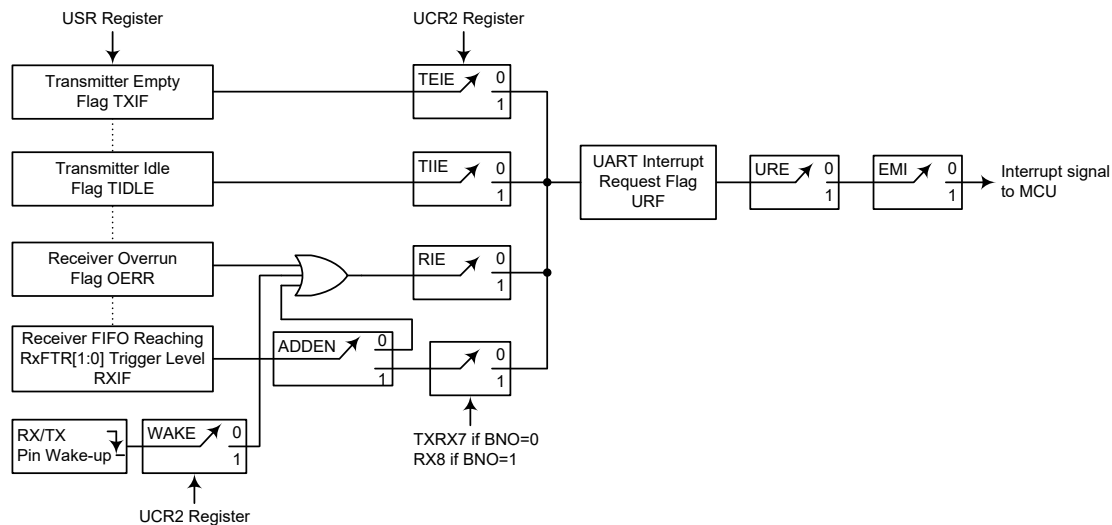 USR Register
UCR2 Register
Transmitter Empty
Flag TXIF
TEIE
0
1
Transmitter Idle
Flag TIDLE
TIIE
0
1
UART Interrupt
Request Flag
URF
URE
0
1
EMI
0
1
Interrupt signal
to MCU
Receiver Overrun
Flag OERR
RIE
0
1
Receiver FIFO Reaching
RxFTR[1:0] Trigger Level
RXIF
ADDEN
0
1
0
1
RX/TX
Pin Wake-up
WAKE
0
1
TXRX7 if BNO=0
RX8 if BNO=1
UCR2 Register